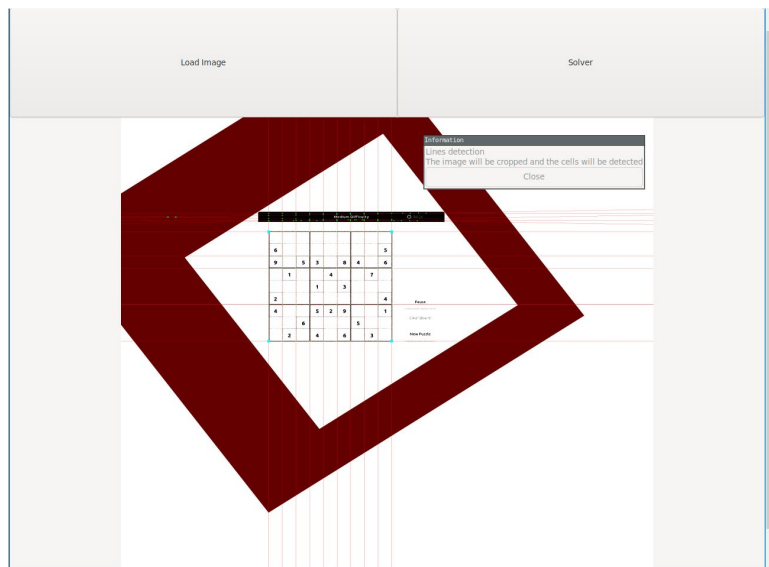 Load Image Solver
Information
Lines detection
The image will be cropped and the cells will be detected
Close
Medium Difficulty
6 5
9 5 3 8 4 6
1 4 7
1 3
2 4
Pause
4 5 2 9 1
6 5
New Puzzle
2 4 6 3